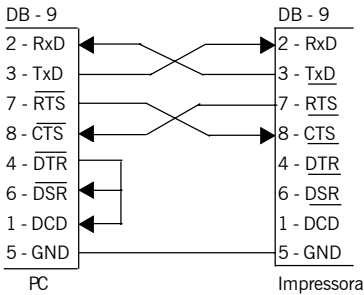 DB - 9 DB - 9
2 - RxD 2 - RxD
3 - TxD 3 - TxD
7 - RTS 7 - RTS
8 - CTS 8 - CTS
4 - DTR 4 - DTR
6 - DSR 6 - DSR
1 - DCD 1 - DCD
5 - GND 5 - GND
PC Impressora